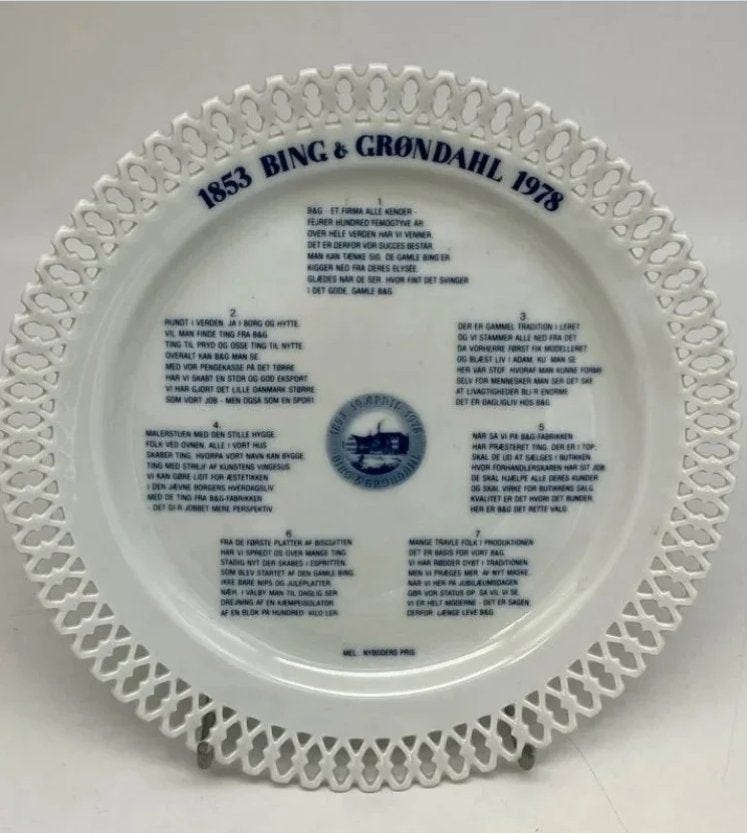 1853 BING & GRØNDAHL 1978
1
B&G - ET FIRMA ALLE KENDER -
FEJRER HUNDRED FEMOGTYVE ÅR
OVER HELE VERDEN HAR VI VENNER,
DET ER DERFOR VOR SUCCES BESTÅR
MAN KAN TÆNKE SIG, DE GAMLE BING'ER
KIGGER NED FRA DERES ELYSÉE,
GLÆDES NÅR DE SER, HVOR FINT DET SVINGER
I DET GODE, GAMLE B&G
2
RUNDT I VERDEN, JA I BORG OG HYTTE
VIL MAN FINDE TING FRA B&G
TING TIL PRYD OG OSSE TING TIL NYTTE
OVERALT KAN B&G MAN SE
MED VOR PENGEKASSE PÅ DET TØRRE
HAR VI SKABT EN STOR OG GOD EKSPORT
VI HAR GJORT DET LILLE DANMARK STØRRE
SOM VORT JOB - MEN OGSÅ SOM EN SPORT
3
DER ER GAMMEL TRADITION I LERET
OG VI STAMMER ALLE NED FRA DET
DA VORHERRE FØRST FIK MODELLERET
OG BLÆST LIV I ADAM, KU' MAN SE
HER VAR STOF, HVORAF MAN KUNNE FORME
SELV FOR MENNESKER MAN SER DET SKE
AT LIVAGTIGHEDER BLI'R ENORME
DET ER DAGLIGLIV HOS B&G
4
MALERSTUEN MED DEN STILLE HYGGE
FOLK VED OVNEN, ALLE I VORT HUS
SKABER TING, HVORPÅ VORT NAVN KAN BYGGE
TING MED STREJF AF KUNSTENS VINGESUS
VI KAN GØRE LIDT FOR ÆSTETIKKEN
I DEN JÆVNE BORGERS HVERDAGSLIV
MED DE TING FRA B&G-FABRIKKEN
- DET GI'R JOBBET MERE PERSPEKTIV
5
NÅR SÅ VI PÅ B&G-FABRIKKEN
HAR PRÆSTERET TING, DER ER I TOP,
SKAL DE UD AT SÆLGES I BUTIKKEN
HVOR FORHANDLERSKAREN HAR SIT JOB
DE SKAL HJÆLPE ALLE DERES KUNDER
OG SKAL VIRKE FOR BUTIKKENS SALG
KVALITET ER DET HVORI DET BUNDER
HER ER B&G DET RETTE VALG
1853 19. APRIL 1978
BING & GRØNDAHL
6
FRA DE FØRSTE PLATTER AF BISCUITTEN
HAR VI SPREDT OS OVER MANGE TING
STADIG NYT DER SKABES I ESPRITTEN
SOM BLEV STARTET AF DEN GAMLE BING
IKKE BARE NIPS OG JULEPLATTER
NÆH, I VALBY MAN TIL DAGLIG SER
DREJNING AF EN KJÆMPEISOLATOR
AF EN BLOK PÅ HUNDRED' KILO LER
7
MANGE TRAVLE FOLK I PRODUKTIONEN
DET ER BASIS FOR VORT B&G
VI HAR RØDDER DYBT I TRADITIONEN
MEN VI PRÆGES MER' AF NYT MASKE
NÅR VI HER PÅ JUBILÆUMSDAGEN
GØR VOR STATUS OP, SÅ VIL VI SE
VI ER HELT MODERNE - DET ER SAGEN
DERFOR: LÆNGE LEVE B&G
MEL.: NYBODERS PRIS